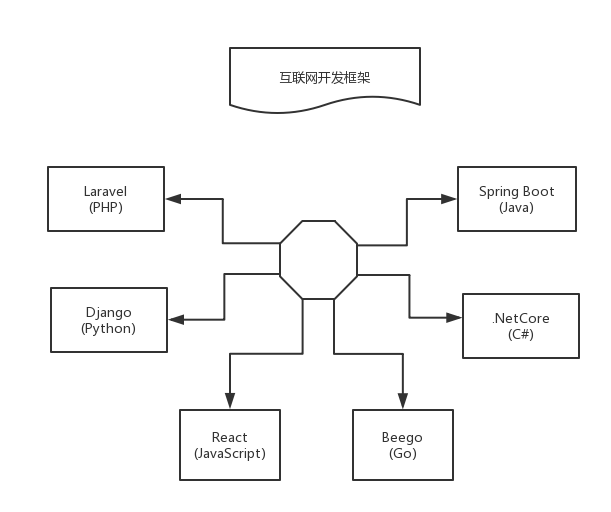 互联网开发框架
Laravel
(PHP)
Spring Boot
(Java)
Django
(Python)
.NetCore
(C#)
React
(JavaScript)
Beego
(Go)